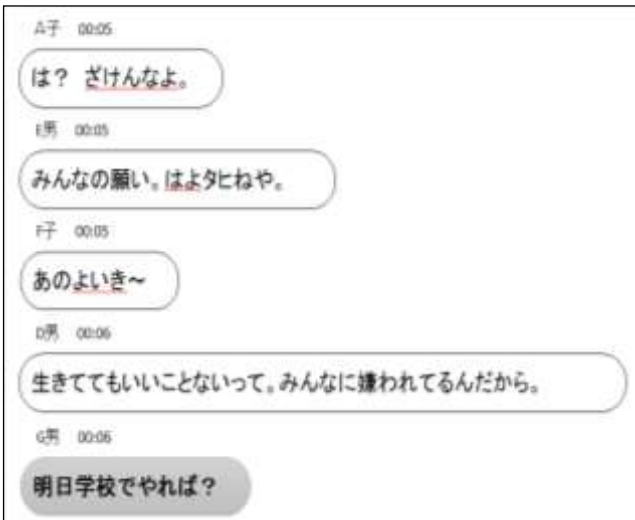 A子 00:05
は？ ざけんなよ。
E男 00:05
みんなの願い。はよタヒねや。
F子 00:05
あのよいき～
D男 00:06
生きててもいいことないって。みんなに嫌われてるんだから。
G男 00:06
明日学校でやれば？